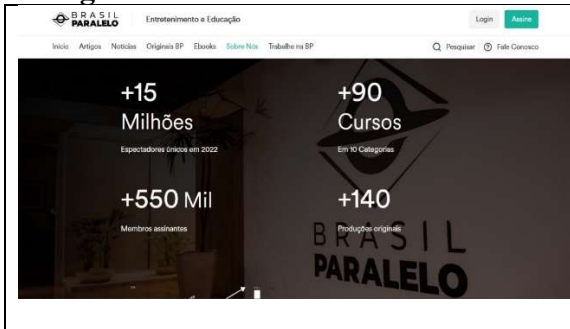 BRASIL
PARALELO
Entretenimento e Educação
Login
Assine
Início Artigos Notícias Originais BP Ebooks Sobre Nós Trabalhe na BP
Pesquisar
Fale Conosco
+15
Milhões
Espectadores únicos em 2022
+90
Cursos
Em 10 Categorias
+550 Mil
Membros assinantes
+140
Produções originais
BRASIL
PARALELO